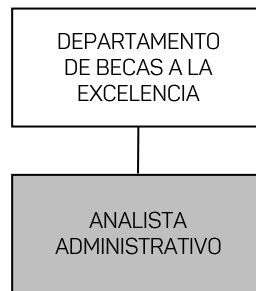 DEPARTAMENTO
DE BECAS A LA
EXCELENCIA
ANALISTA
ADMINISTRATIVO